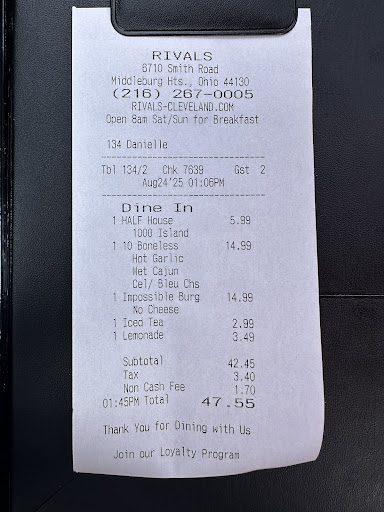 RIVALS
6710 Smith Road
Middleburg Hts., Ohio 44130
(216) 267-0005
RIVALS-CLEVELAND.COM
Open 8am Sat/Sun for Breakfast
134 Danielle
Tbl 134/2 Chk 7639 Gst 2
Aug24'25 01:06PM
Dine In
1 HALF House 5.99
1000 Island
1 10 Boneless 14.99
Hot Garlic
Wet Cajun
Cel/ Bleu Chs
1 Impossible Burg 14.99
No Cheese
1 Iced Tea 2.99
1 Lemonade 3.49
Subtotal 42.45
Tax 3.40
Non Cash Fee 1.70
01:45PM Total 47.55
Thank You for Dining with Us
Join our Loyalty Program